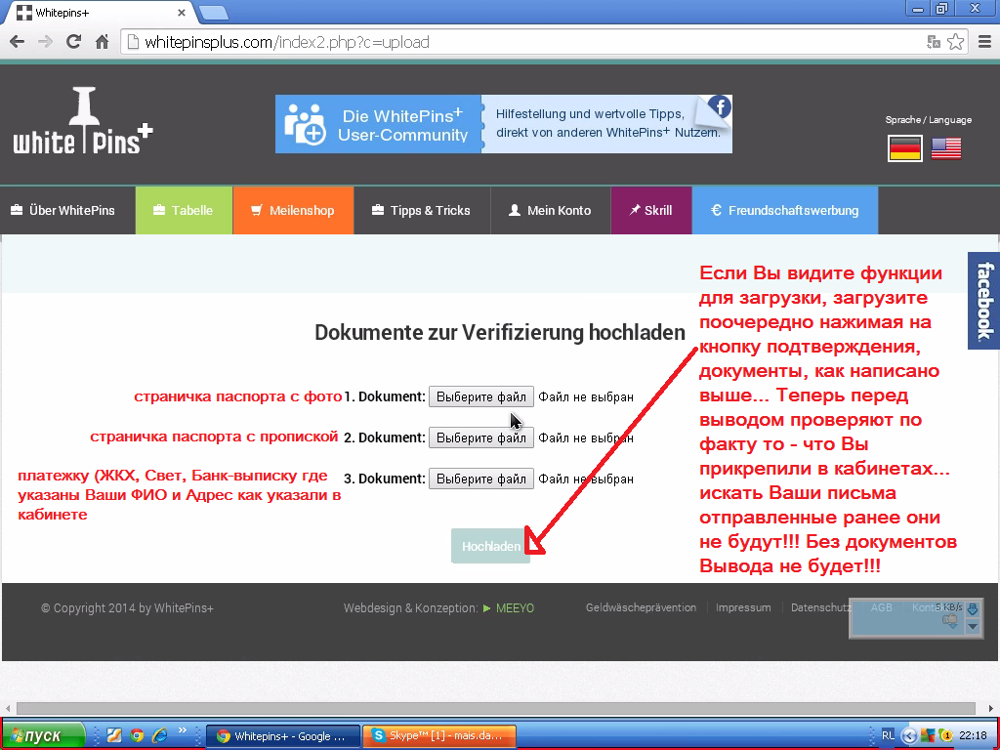 Whitepins+
whitepinsplus.com/index2.php?c=upload
white Pins+
Die WhitePins+
User-Community
Hilfestellung und wertvolle Tipps,
direkt von anderen WhitePins+ Nutzern.
f
Sprache / Language
Über WhitePins
Tabelle
Meilenshop
Tipps & Tricks
Mein Konto
Skrill
€ Freundschaftswerbung
facebook
Если Вы видите функции
для загрузки, загрузите
поочередно нажимая на
кнопку подтверждения,
документы, как написано
выше... Теперь перед
выводом проверяют по
факту то - что Вы
прикрепили в кабинетах...
искать Ваши письма
отправленные ранее они
не будут!!! Без документов
Вывода не будет!!!
Dokumente zur Verifizierung hochladen
страничка паспорта с фото 1. Dokument: Выберите файл Файл не выбран
страничка паспорта с пропиской 2. Dokument: Выберите файл Файл не выбран
платежку (ЖКХ, Свет, Банк-выписку где
указаны Ваши ФИО и Адрес как указали в
кабинете
3. Dokument: Выберите файл Файл не выбран
Hochladen
© Copyright 2014 by WhitePins+
Webdesign & Konzeption: MEEYO
Geldwäscheprävention
Impressum
Datenschutz
AGB
5 KB/s
пуск
Whitepins+ - Google ...
Skype™ [1] - mais.da...
RL
22:18